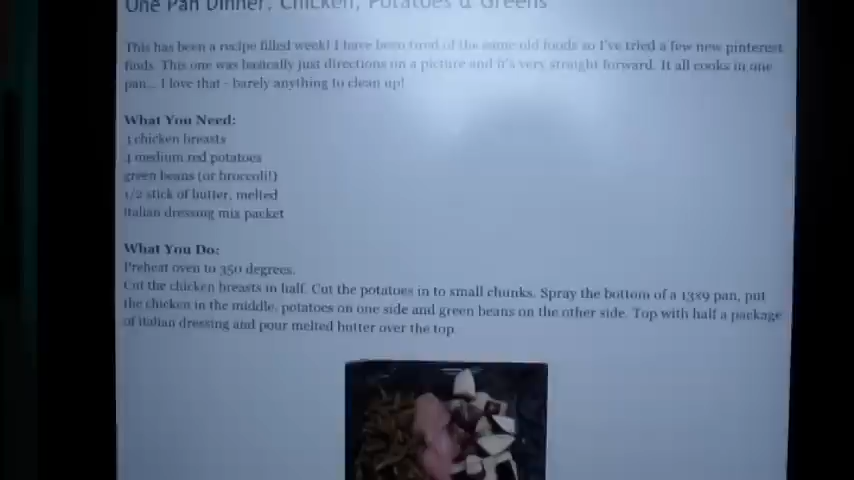 One Pan Dinner: Chicken, Potatoes & Greens
This has been a recipe filled week! I have been tired of the same old foods so I've tried a few new pinterest
finds. This one was basically just directions on a picture and it's very straight forward. It all cooks in one
pan... I love that - barely anything to clean up!
What You Need:
3 chicken breasts
4 medium red potatoes
green beans (or broccoli!)
1/2 stick of butter, melted
italian dressing mix packet
What You Do:
Preheat oven to 350 degrees.
Cut the chicken breasts in half. Cut the potatoes in to small chunks. Spray the bottom of a 13x9 pan, put
the chicken in the middle, potatoes on one side and green beans on the other side. Top with half a package
of italian dressing and pour melted butter over the top.